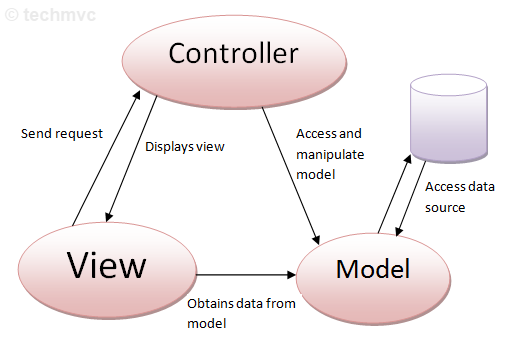 © techmvc
Controller
Send request
Displays view
Access and
manipulate
model
Access data
source
View
Model
Obtains data from
model